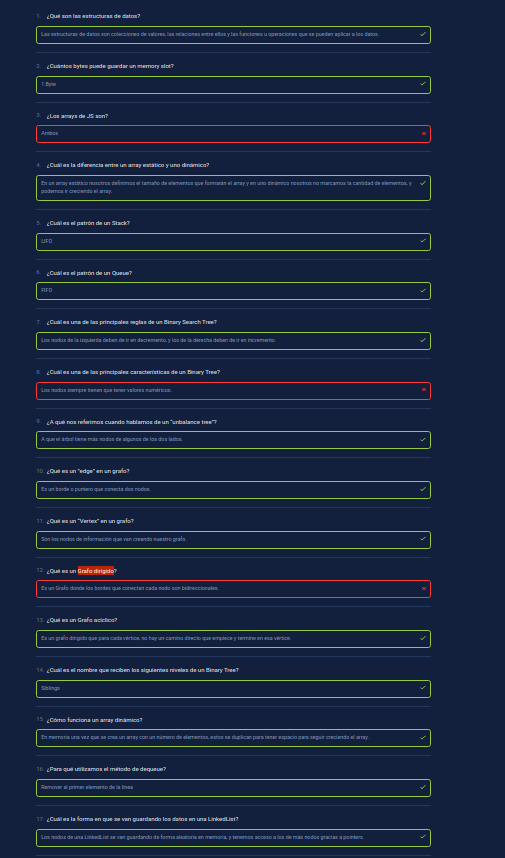 1. ¿Qué son las estructuras de datos?
Las estructuras de datos son colecciones de valores, las relaciones entre ellos y las funciones u operaciones que se pueden aplicar a los datos.
2. ¿Cuántos bytes puede guardar un memory slot?
1 Byte
3. ¿Los arrays de JS son?
Ambos
4. ¿Cuál es la diferencia entre un array estático y uno dinámico?
En un array estático nosotros definimos el tamaño de elementos que formarán el array y en uno dinámico nosotros no marcamos la cantidad de elementos, y
podemos ir creciendo el array.
5. ¿Cuál es el patrón de un Stack?
LIFO
6. ¿Cuál es el patrón de un Queue?
FIFO
7. ¿Cuál es una de las principales reglas de un Binary Search Tree?
Los nodos de la izquierda deben de ir en decremento, y los de la derecha deben de ir en incremento.
8. ¿Cuál es una de las principales características de un Binary Tree?
Los nodos siempre tienen que tener valores numéricos.
9. ¿A qué nos referimos cuando hablamos de un "unbalance tree"?
A que el árbol tiene más nodos de algunos de los dos lados.
10. ¿Qué es un "edge" en un grafo?
Es un borde o puntero que conecta dos nodos.
11. ¿Qué es un "Vertex" en un grafo?
Son los nodos de información que van creando nuestro grafo.
12. ¿Qué es un Grafo dirigido?
Es un Grafo donde los bordes que conectan cada nodo son bidireccionales.
13. ¿Qué es un Grafo acíclico?
Es un grafo dirigido que para cada vértice, no hay un camino directo que empiece y termine en esa vértice.
14. ¿Cuál es el nombre que reciben los siguientes niveles de un Binary Tree?
Siblings
15. ¿Cómo funciona un array dinámico?
En memoria una vez que se crea un array con un número de elementos, estos se duplican para tener espacio para seguir creciendo el array.
16. ¿Para qué utilizamos el método de dequeue?
Remover al primer elemento de la línea
17. ¿Cuál es la forma en que se van guardando los datos en una LinkedList?
Los nodos de una LinkedList se van guardando de forma aleatoria en memoria, y tenemos acceso a los de más nodos gracias a pointers.